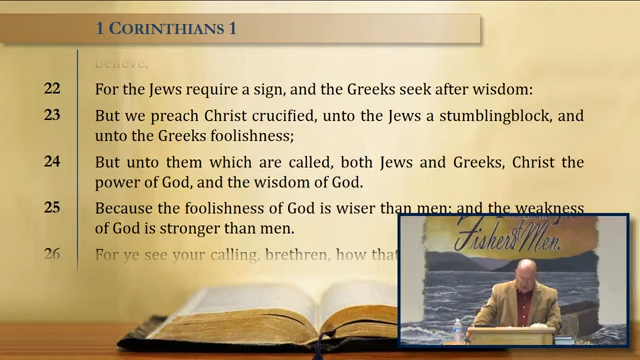 1 CORINTHIANS 1
believe.
22 For the Jews require a sign, and the Greeks seek after wisdom:
23 But we preach Christ crucified, unto the Jews a stumblingblock, and
unto the Greeks foolishness;
24 But unto them which are called, both Jews and Greeks, Christ the
power of God, and the wisdom of God.
25 Because the foolishness of God is wiser than men; and the weakness
of God is stronger than men.
26 For ye see your calling, brethren, how that
of
Fishers Men.